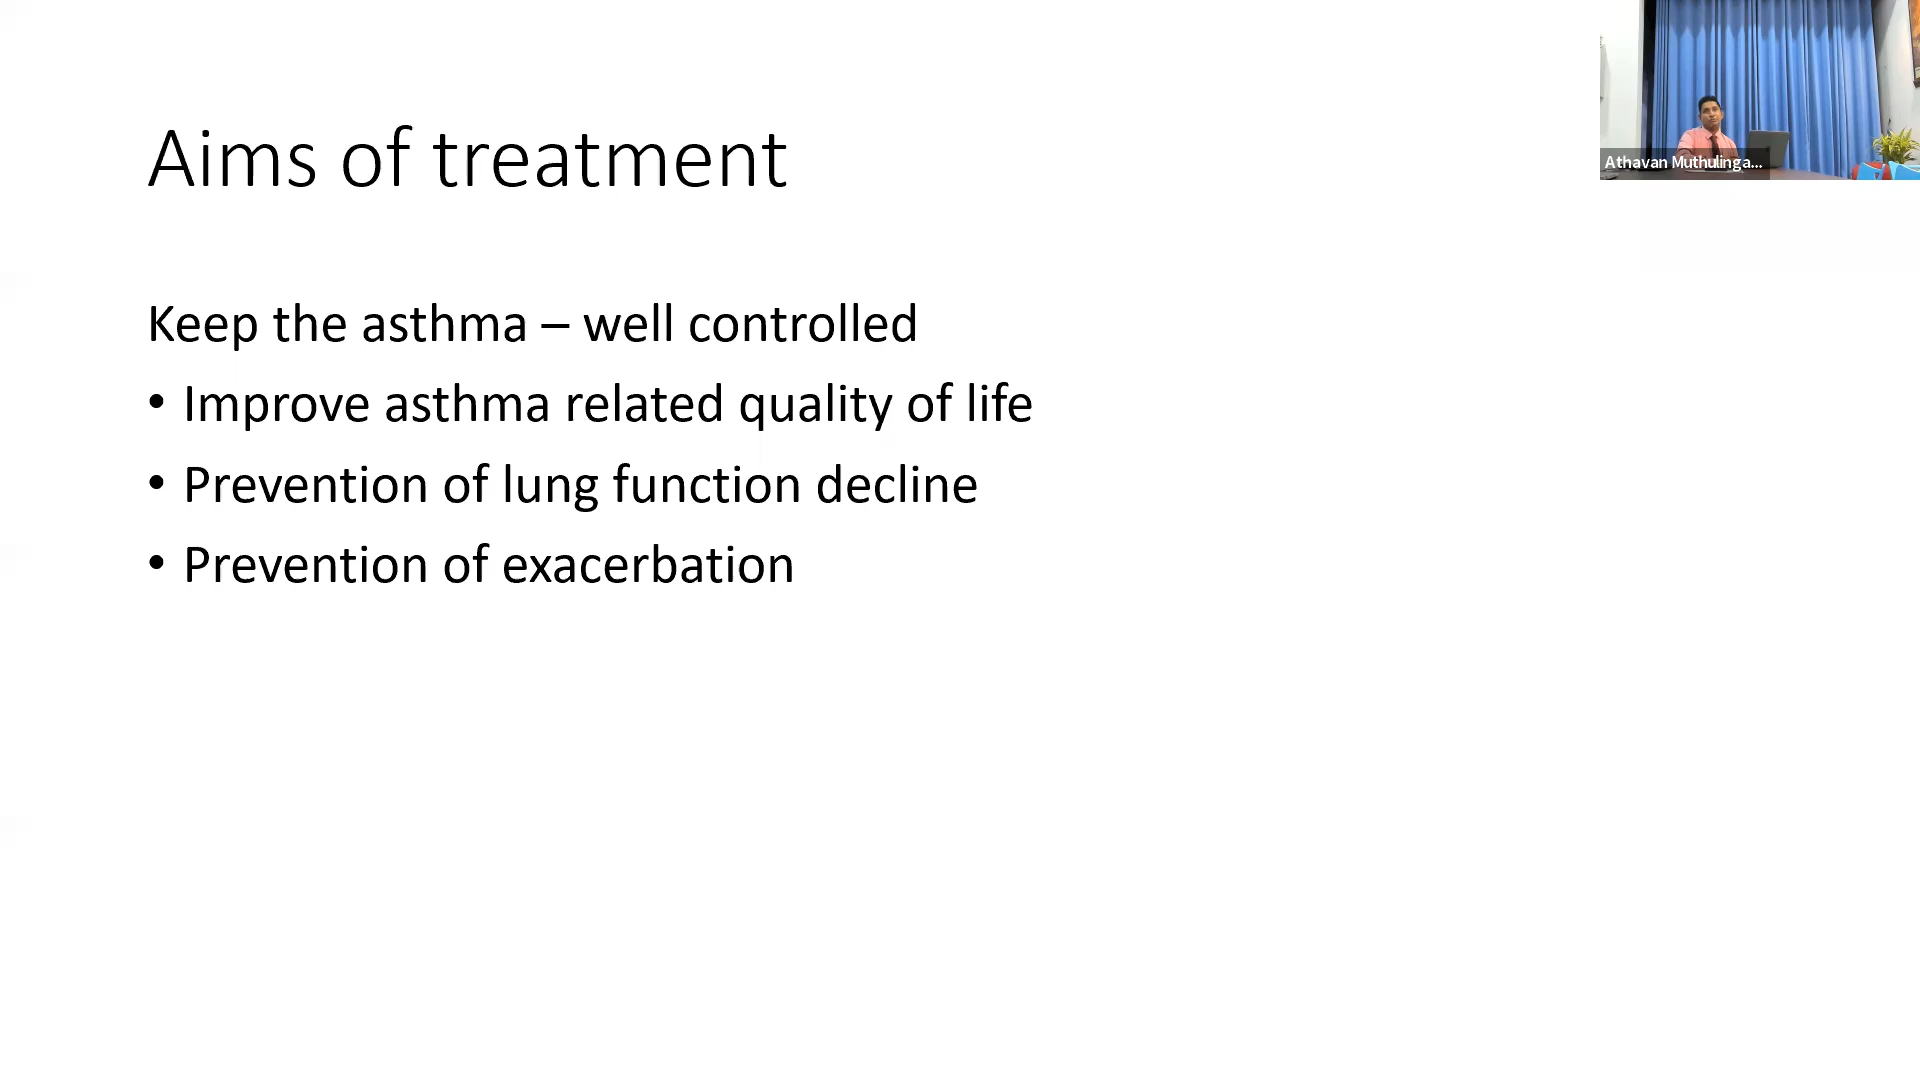 Aims of treatment
Athavan Muthulinga...
Keep the asthma – well controlled
• Improve asthma related quality of life
• Prevention of lung function decline
• Prevention of exacerbation